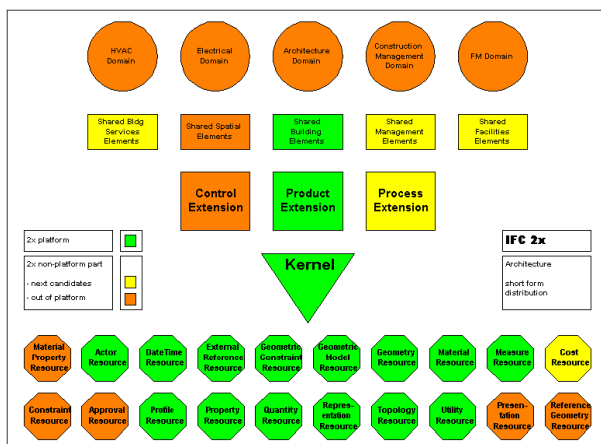 HVAC
Domain
Electrical
Domain
Architecture
Domain
Construction
Management
Domain
FM Domain
Shared Bldg
Services
Elements
Shared Spatial
Elements
Shared
Building
Elements
Shared
Management
Elements
Shared
Facilities
Elements
Control
Extension
Product
Extension
Process
Extension
2x platform
2x non-platform part
- next candidates
- out of platform
Kernel
IFC 2x
Architecture
short form
distribution
Material
Property
Resource
Actor
Resource
DateTime
Resource
External
Reference
Resource
Geometric
Constraint
Resource
Geometric
Model
Resource
Geometry
Resource
Material
Resource
Measure
Resource
Cost
Resource
Constraint
Resource
Approval
Resource
Profile
Resource
Property
Resource
Quantity
Resource
Repres-
entation
Resource
Topology
Resource
Utility
Resource
Presen-
tation
Resource
Reference
Geometry
Resource